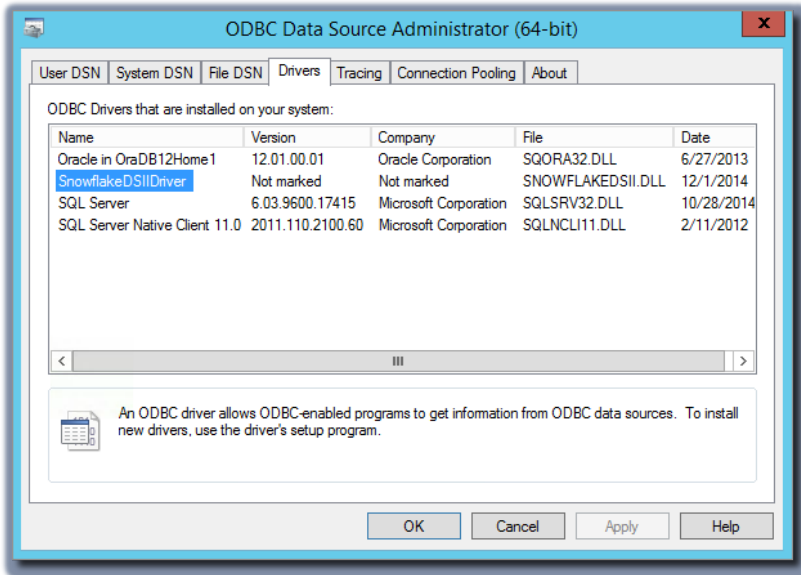 ODBC Data Source Administrator (64-bit)
x
User DSN System DSN File DSN Drivers Tracing Connection Pooling About
ODBC Drivers that are installed on your system:
Name Version Company File Date
Oracle in OraDB12Home1 12.01.00.01 Oracle Corporation SQORA32.DLL 6/27/2013
SnowflakeDSIIDriver Not marked Not marked SNOWFLAKEDSII.DLL 12/1/2014
SQL Server 6.03.9600.17415 Microsoft Corporation SQLSRV32.DLL 10/28/2014
SQL Server Native Client 11.0 2011.110.2100.60 Microsoft Corporation SQLNCLI11.DLL 2/11/2012
An ODBC driver allows ODBC-enabled programs to get information from ODBC data sources. To install
new drivers, use the driver's setup program.
OK Cancel Apply Help